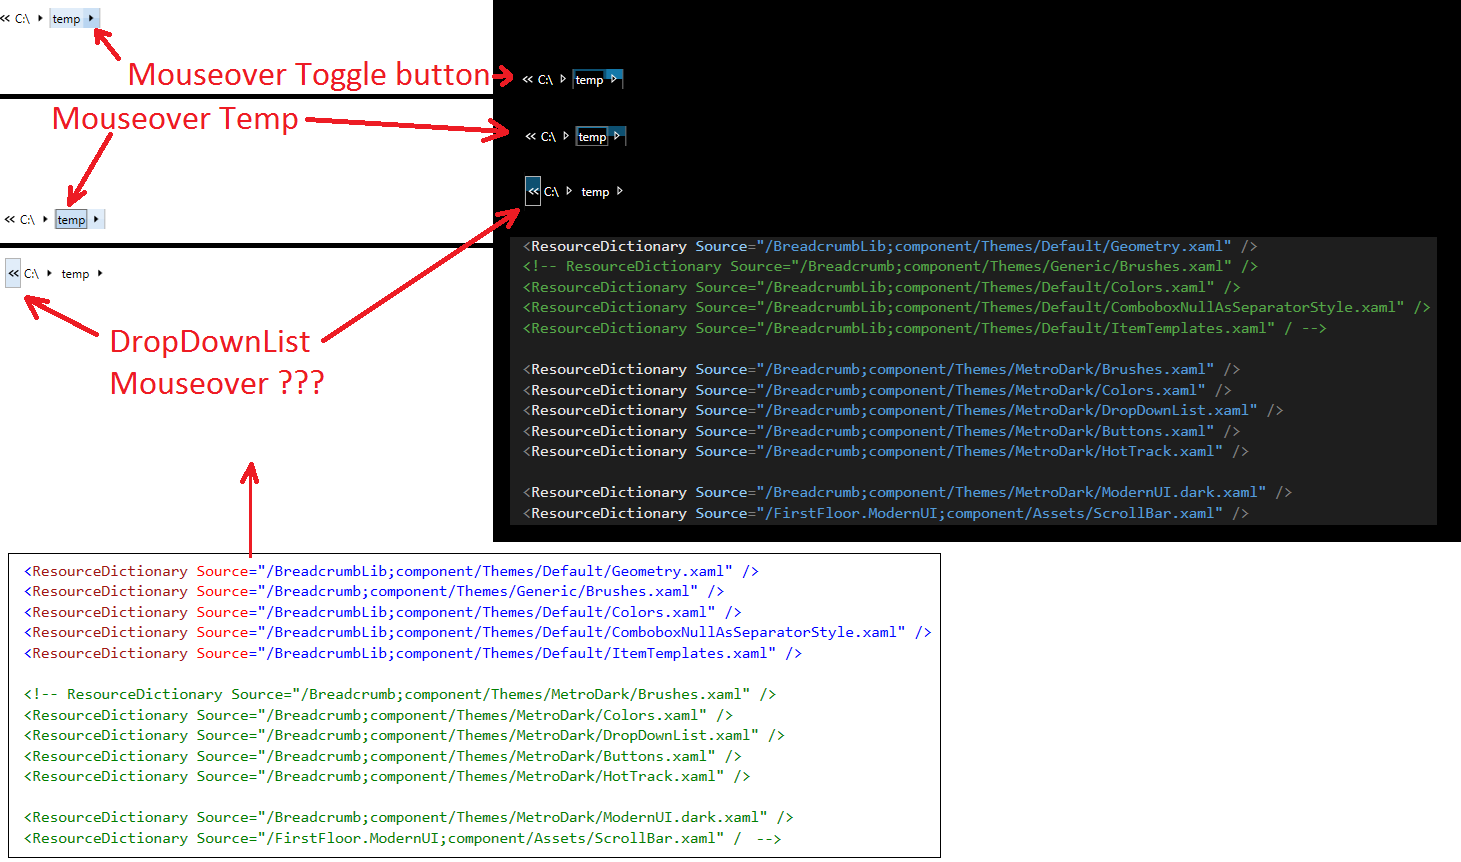 « C:\ temp
Mouseover Toggle button
« C:\ temp
Mouseover Temp
« C:\ temp
« C:\ temp
« C:\ temp
« C:\ temp
DropDownList
Mouseover ???
<ResourceDictionary Source="/BreadcrumbLib;component/Themes/Default/Geometry.xaml" />
<!-- ResourceDictionary Source="/Breadcrumb;component/Themes/Generic/Brushes.xaml" />
<ResourceDictionary Source="/BreadcrumbLib;component/Themes/Default/Colors.xaml" />
<ResourceDictionary Source="/BreadcrumbLib;component/Themes/Default/ComboboxNullAsSeparatorStyle.xaml" />
<ResourceDictionary Source="/BreadcrumbLib;component/Themes/Default/ItemTemplates.xaml" / -->
<ResourceDictionary Source="/Breadcrumb;component/Themes/MetroDark/Brushes.xaml" />
<ResourceDictionary Source="/Breadcrumb;component/Themes/MetroDark/Colors.xaml" />
<ResourceDictionary Source="/Breadcrumb;component/Themes/MetroDark/DropDownList.xaml" />
<ResourceDictionary Source="/Breadcrumb;component/Themes/MetroDark/Buttons.xaml" />
<ResourceDictionary Source="/Breadcrumb;component/Themes/MetroDark/HotTrack.xaml" />
<ResourceDictionary Source="/Breadcrumb;component/Themes/MetroDark/ModernUI.dark.xaml" />
<ResourceDictionary Source="/FirstFloor.ModernUI;component/Assets/ScrollBar.xaml" />
<ResourceDictionary Source="/BreadcrumbLib;component/Themes/Default/Geometry.xaml" />
<ResourceDictionary Source="/Breadcrumb;component/Themes/Generic/Brushes.xaml" />
<ResourceDictionary Source="/BreadcrumbLib;component/Themes/Default/Colors.xaml" />
<ResourceDictionary Source="/BreadcrumbLib;component/Themes/Default/ComboboxNullAsSeparatorStyle.xaml" />
<ResourceDictionary Source="/BreadcrumbLib;component/Themes/Default/ItemTemplates.xaml" />
<!-- ResourceDictionary Source="/Breadcrumb;component/Themes/MetroDark/Brushes.xaml" />
<ResourceDictionary Source="/Breadcrumb;component/Themes/MetroDark/Colors.xaml" />
<ResourceDictionary Source="/Breadcrumb;component/Themes/MetroDark/DropDownList.xaml" />
<ResourceDictionary Source="/Breadcrumb;component/Themes/MetroDark/Buttons.xaml" />
<ResourceDictionary Source="/Breadcrumb;component/Themes/MetroDark/HotTrack.xaml" />
<ResourceDictionary Source="/Breadcrumb;component/Themes/MetroDark/ModernUI.dark.xaml" />
<ResourceDictionary Source="/FirstFloor.ModernUI;component/Assets/ScrollBar.xaml" / -->